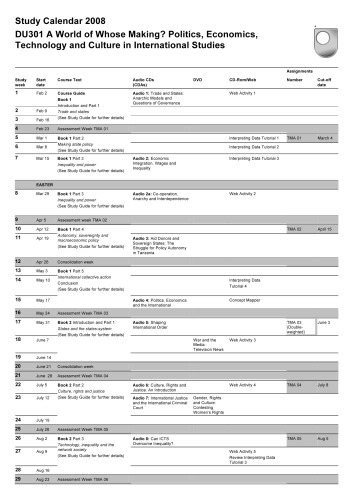 Study Calendar 2008
DU301 A World of Whose Making? Politics, Economics,
Technology and Culture in International Studies
Assignments
Study week Start date Course Text Audio CDs (CDAs) DVD CD-Rom/Web Number Cut-off date
1 Feb 2 Course Guide Audio 1: Trade and States Web Activity 1
Book 1 Anarchic Models and
Introduction and Part 1 Questions of Governance
2 Feb 9 Trade and states
3 Feb 16 (See Study Guide for further details)
4 Feb 23 Assessment Week TMA 01
5 Mar 1 Book 1 Part 2 Interpreting Data Tutorial 1 TMA 01 March 4
Making state policy
6 Mar 8 (See Study Guide for further details) Interpreting Data Tutorial 2
7 Mar 15 Book 1 Part 3 Audio 2: Economic Interpreting Data Tutorial 3
Inequality and power Integration, Wages and
(See Study Guide for further details) Inequality
EASTER
8 Mar 29 Book 1 Part 3 Audio 2a: Co-operation, Web Activity 2
Inequality and power Anarchy and Interdependence
(See Study Guide for further details)
9 Apr 5 Assessment week TMA 02
10 Apr 12 Book 1 Part 4 TMA 02 April 15
Autonomy, sovereignty and
11 Apr 19 macroeconomic policy Audio 3: Aid Donors and
(See Study Guide for further details) Sovereign States: The
Struggle for Policy Autonomy
in Tanzania
12 Apr 26 Consolidation week
13 May 3 Book 1 Part 5
International collective action
14 May 10 Conclusion Interpreting Data
(See Study Guide for further details) Tutorial 4
15 May 17 Audio 4: Politics, Economics Concept Mapper
and the International
16 May 24 Assessment Week TMA 03
17 May 31 Book 2 Introduction and Part 1 Audio 5: Shaping TMA 03 June 3
States and the states-system International Order (Double-
(See Study Guide for further details) weighted)
18 June 7 War and the Web Activity 3
Media:
Television News
19 June 14
20 June 21 Consolidation week
21 June 28 Assessment Week TMA 04
22 July 5 Book 2 Part 2 Audio 6: Culture, Rights and Web Activity 4 TMA 04 July 8
Culture, rights and justice Justice: An Introduction
23 July 12 (See Study Guide for further details) Audio 7: International Justice Gender, Rights
and the International Criminal and Culture:
Court Contesting
Women's Rights
24 July 19
25 July 26 Assessment Week TMA 05
26 Aug 2 Book 2 Part 3 Audio 8: Can ICTS TMA 05 Aug 5
Technology, inequality and the Overcome Inequality?
27 Aug 9 network society Web Activity 5
(See Study Guide for further details) Review Interpreting Data
Tutorial 3
28 Aug 16
29 Aug 23 Assessment Week TMA 06